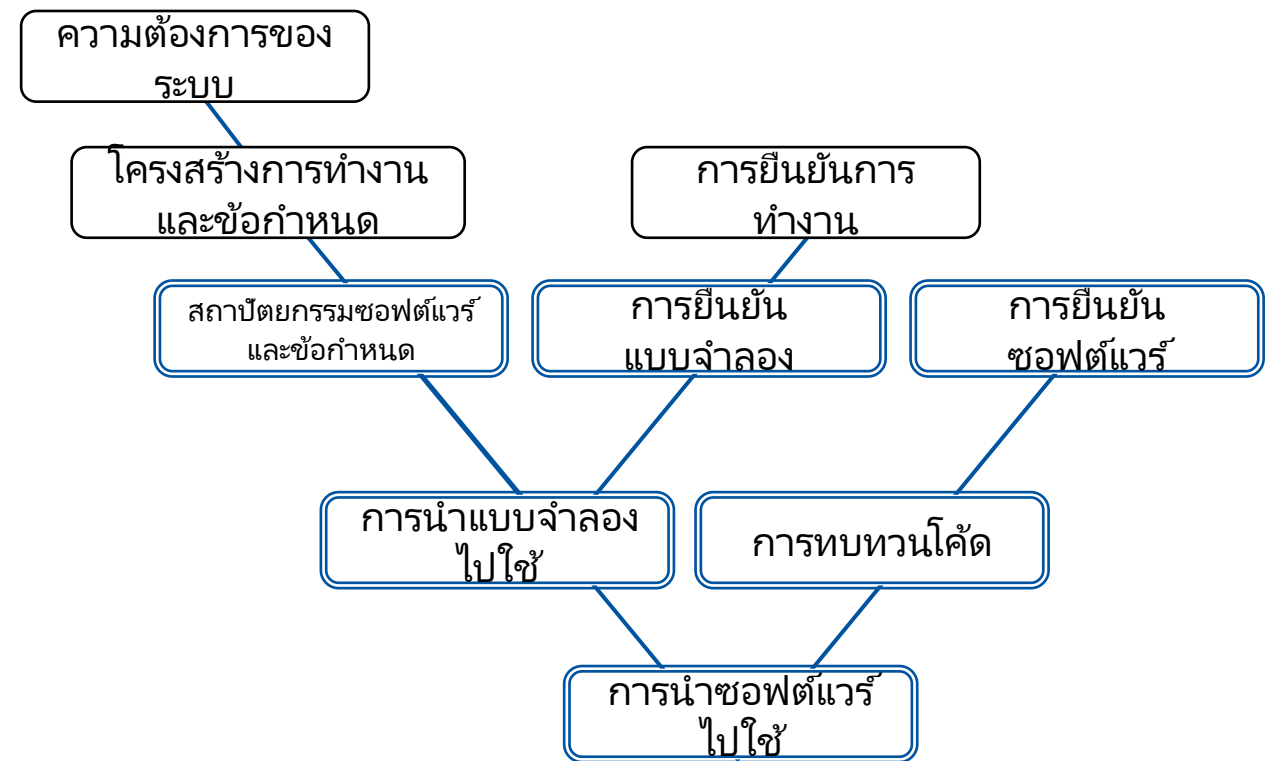 ความต้องการของ
ระบบ
โครงสร้างการทำงาน
และข้อกำหนด
การยืนยันการ
ทำงาน
สถาปัตยกรรมซอฟต์แวร์
และข้อกำหนด
การยืนยัน
แบบจำลอง
การยืนยัน
ซอฟต์แวร์
การนำแบบจำลอง
ไปใช้
การทบทวนโค้ด
การนำซอฟต์แวร์
ไปใช้